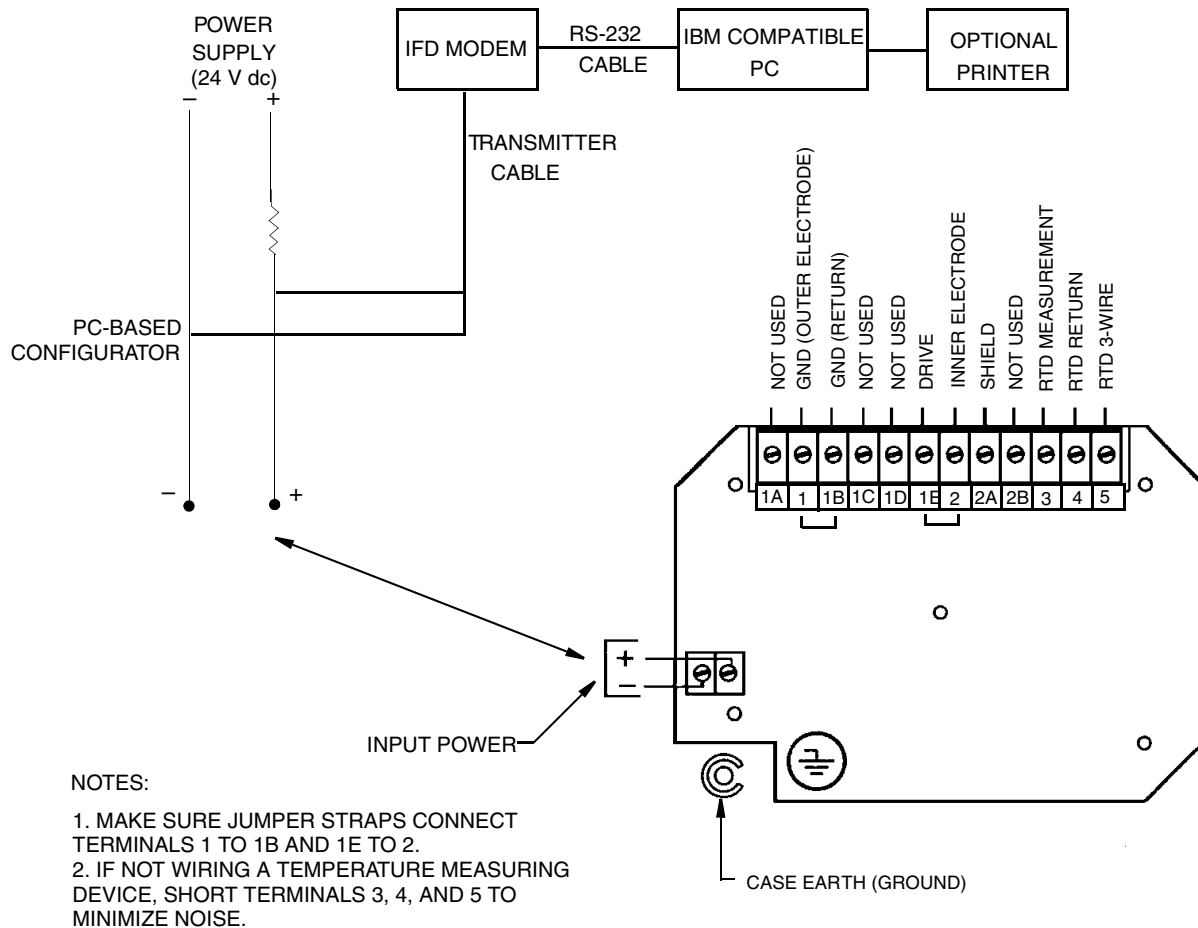 POWER
SUPPLY
(24 V dc)
– +
IFD MODEM
RS-232
CABLE
IBM COMPATIBLE
PC
OPTIONAL
PRINTER
TRANSMITTER
CABLE
PC-BASED
CONFIGURATOR
– +
NOT USED
GND (OUTER ELECTRODE)
GND (RETURN)
NOT USED
NOT USED
DRIVE
INNER ELECTRODE
SHIELD
NOT USED
RTD MEASUREMENT
RTD RETURN
RTD 3-WIRE
1A 1 1B 1C 1D 1E 2 2A 2B 3 4 5
+
–
INPUT POWER
CASE EARTH (GROUND)
NOTES:
1. MAKE SURE JUMPER STRAPS CONNECT
TERMINALS 1 TO 1B AND 1E TO 2.
2. IF NOT WIRING A TEMPERATURE MEASURING
DEVICE, SHORT TERMINALS 3, 4, AND 5 TO
MINIMIZE NOISE.